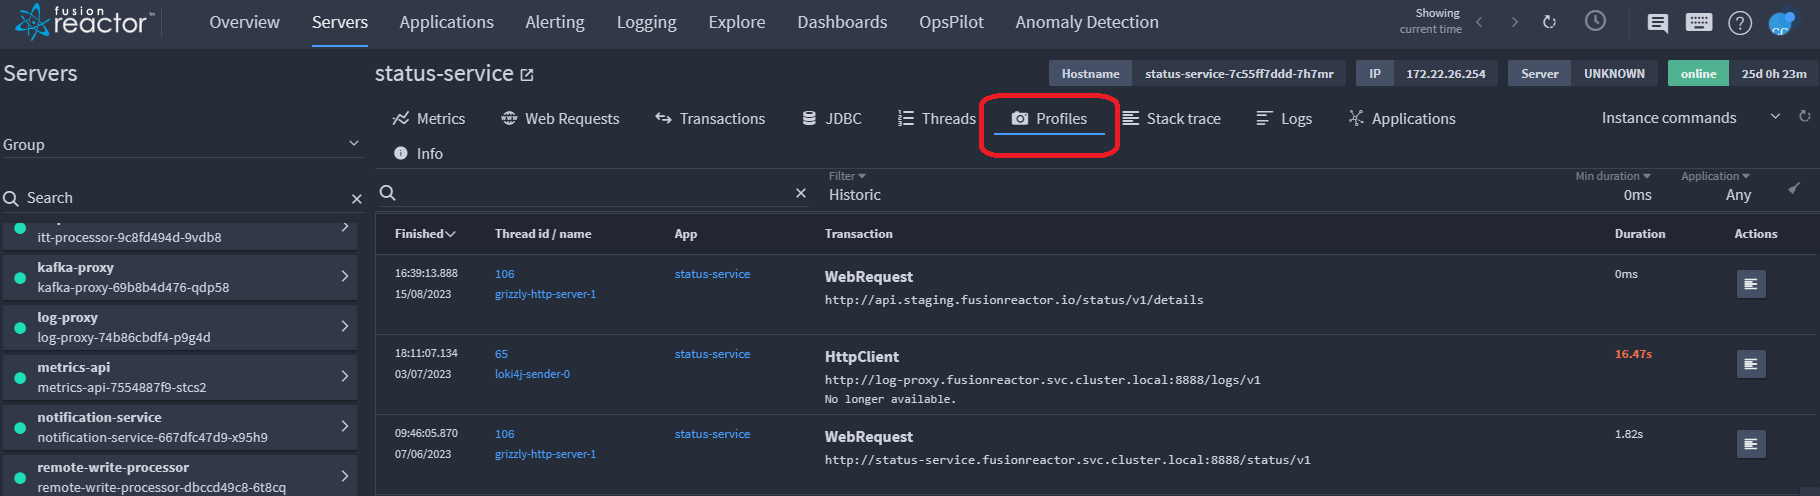 fusion
reactor™
Overview
Servers
Applications
Alerting
Logging
Explore
Dashboards
OpsPilot
Anomaly Detection
Showing
current time
Servers
status-service
Hostname status-service-7c55ff7ddd-7h7mr
IP 172.22.26.254
Server UNKNOWN
online 25d 0h 23m
Metrics
Web Requests
Transactions
JDBC
Threads
Profiles
Stack trace
Logs
Applications
Instance commands
Info
Group
Search
itt-processor-9c8fd494d-9vdb8
kafka-proxy
kafka-proxy-69b8b4d476-qdp58
log-proxy
log-proxy-74b86cbdf4-p9g4d
metrics-api
metrics-api-7554887f9-stcs2
notification-service
notification-service-667dfc47d9-x95h9
remote-write-processor
remote-write-processor-dbccd49c8-6t8cq
Filter
Historic
Min duration
0ms
Application
Any
Finished Thread id / name App Transaction Duration Actions
16:39:13.888
15/08/2023
106
grizzly-http-server-1
status-service
WebRequest
http://api.staging.fusionreactor.io/status/v1/details
0ms
18:11:07.134
03/07/2023
65
loki4j-sender-0
status-service
HttpClient
http://log-proxy.fusionreactor.svc.cluster.local:8888/logs/v1
No longer available.
16.47s
09:46:05.870
07/06/2023
106
grizzly-http-server-1
status-service
WebRequest
http://status-service.fusionreactor.svc.cluster.local:8888/status/v1
1.82s